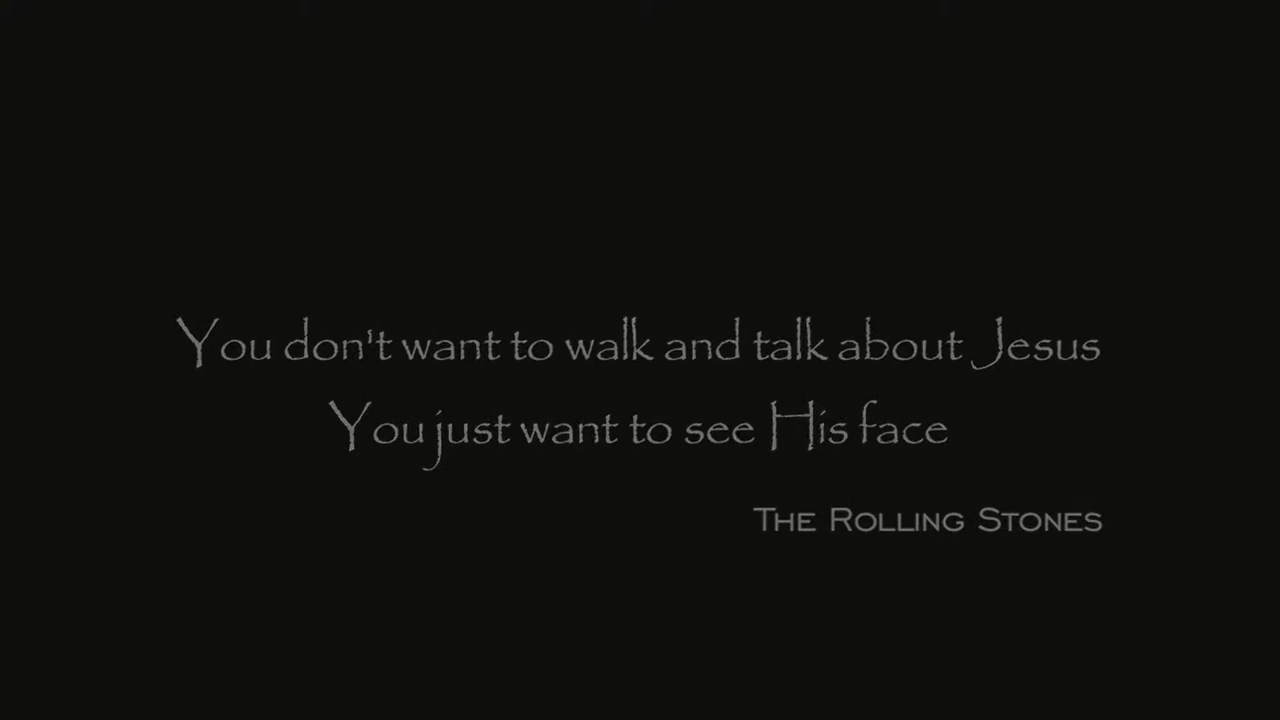 You don't want to walk and talk about Jesus
You just want to see His face
The Rolling Stones